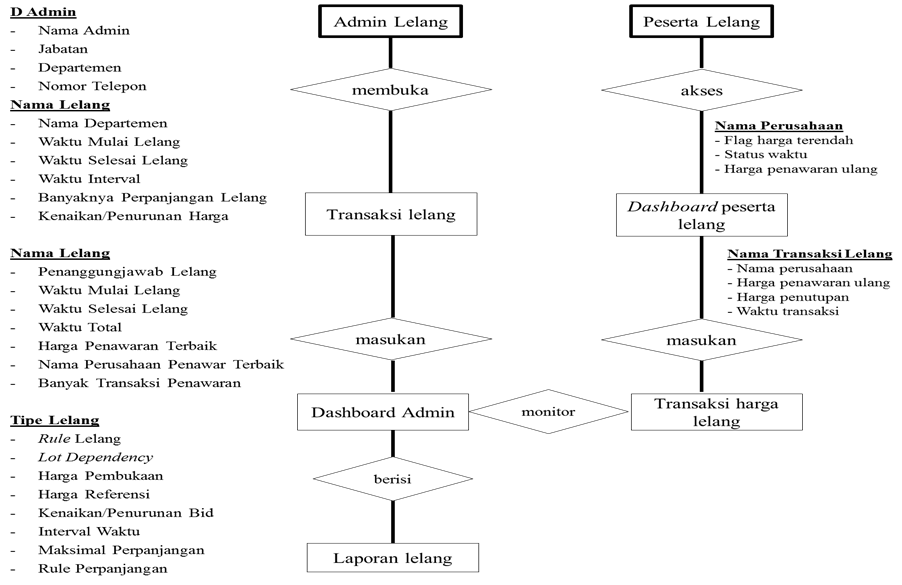 D Admin
- Nama Admin
- Jabatan
- Departemen
- Nomor Telepon
Nama Lelang
- Nama Departemen
- Waktu Mulai Lelang
- Waktu Selesai Lelang
- Waktu Interval
- Banyaknya Perpanjangan Lelang
- Kenaikan/Penurunan Harga
Nama Lelang
- Penanggungjawab Lelang
- Waktu Mulai Lelang
- Waktu Selesai Lelang
- Waktu Total
- Harga Penawaran Terbaik
- Nama Perusahaan Penawar Terbaik
- Banyak Transaksi Penawaran
Tipe Lelang
- Rule Lelang
- Lot Dependency
- Harga Pembukaan
- Harga Referensi
- Kenaikan/Penurunan Bid
- Interval Waktu
- Maksimal Perpanjangan
- Rule Perpanjangan
Admin Lelang
membuka
Transaksi lelang
masukan
Dashboard Admin
berisi
Laporan lelang
monitor
Peserta Lelang
akses
Nama Perusahaan
- Flag harga terendah
- Status waktu
- Harga penawaran ulang
Dashboard peserta
lelang
Nama Transaksi Lelang
- Nama perusahaan
- Harga penawaran ulang
- Harga penutupan
- Waktu transaksi
masukan
Transaksi harga
lelang